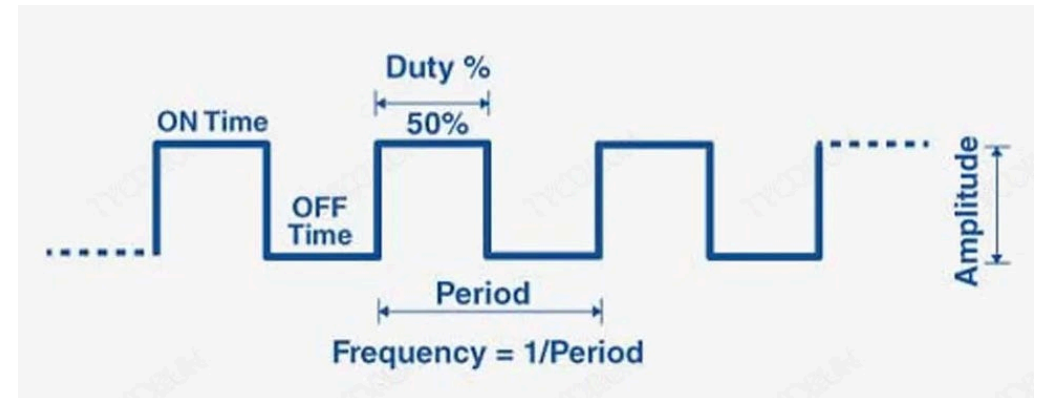 Duty %
50%
ON Time
OFF
Time
Amplitude
Period
Frequency = 1/Period